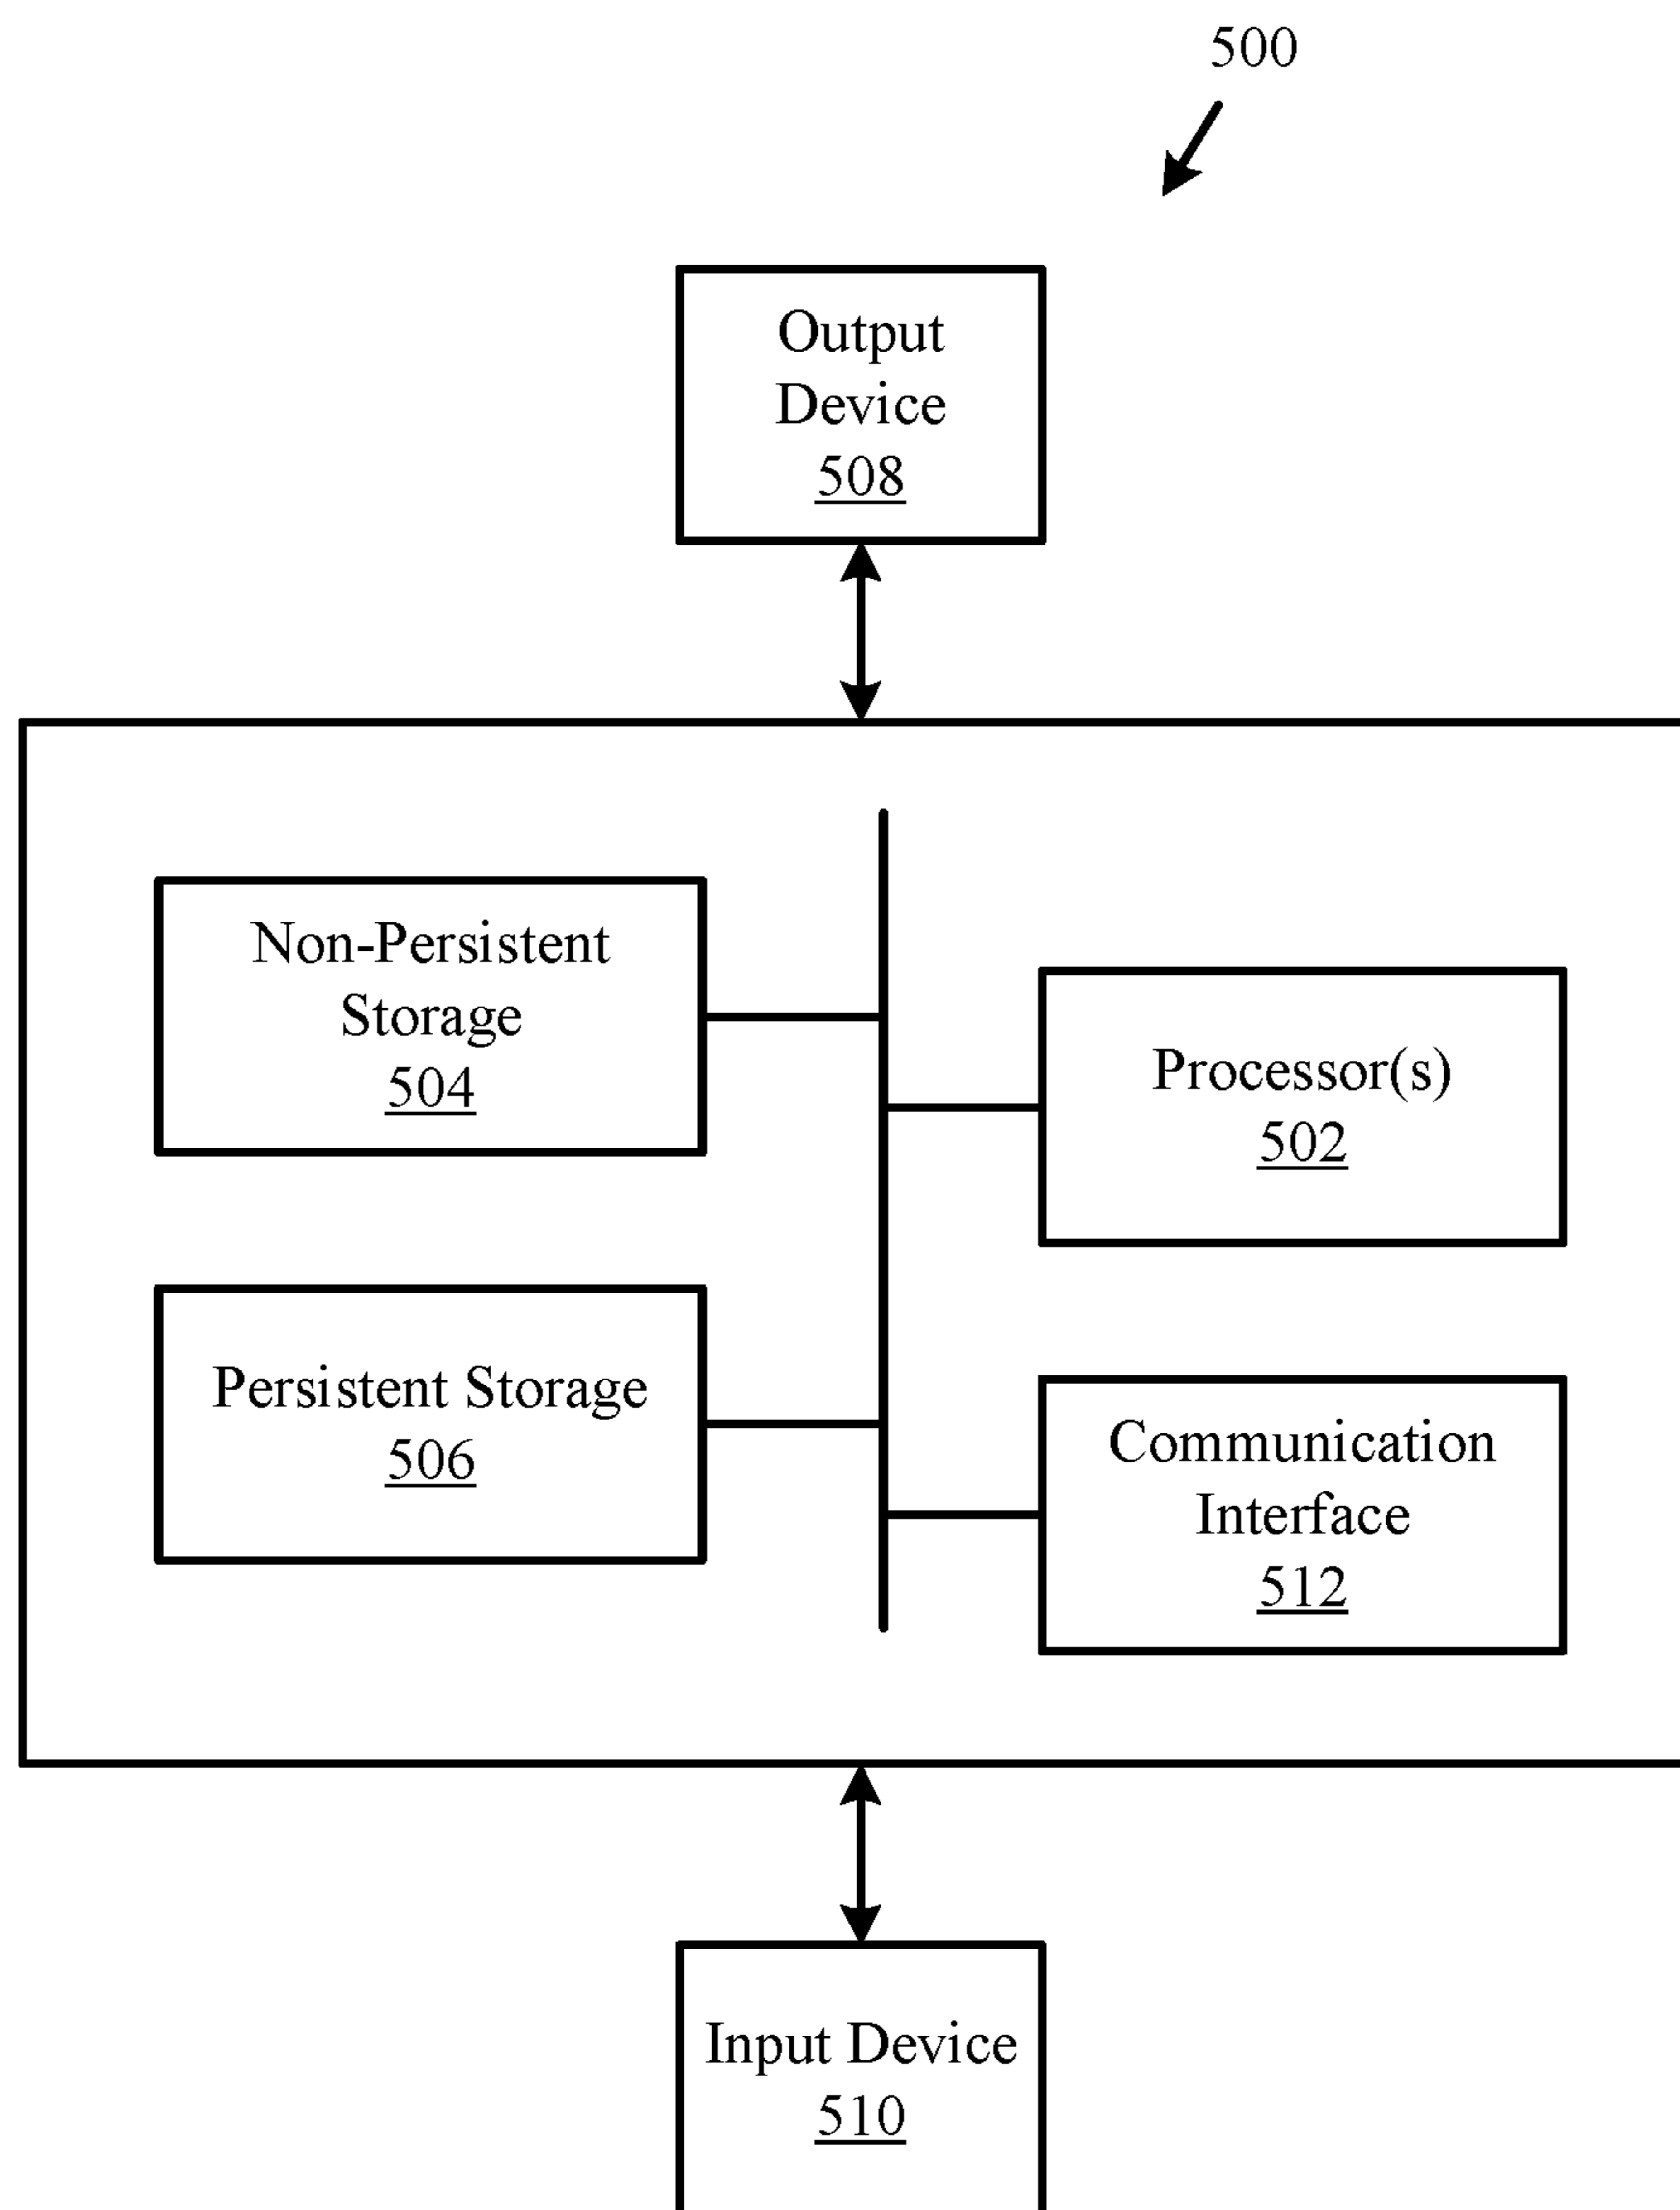 500
Output
Device
508
Non-Persistent
Storage
504
Processor(s)
502
Persistent Storage
506
Communication
Interface
512
Input Device
510